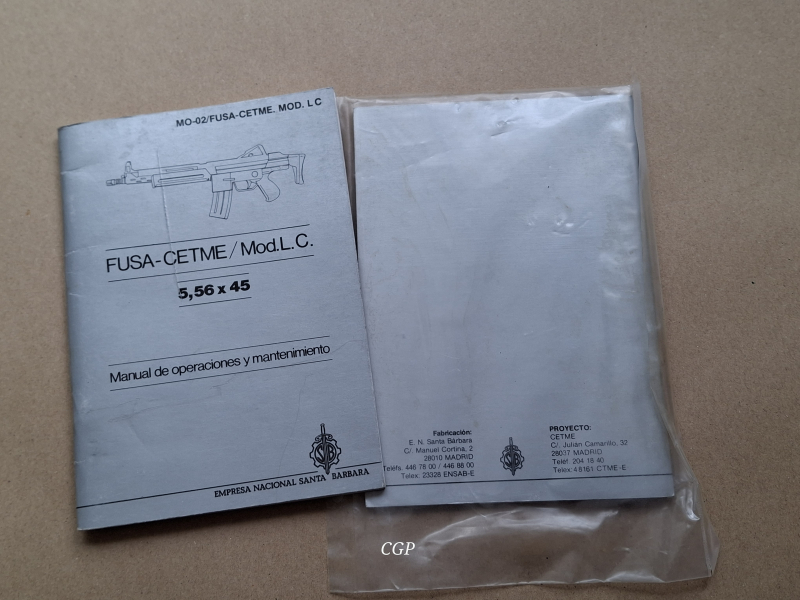 MO-02/FUSA-CETME. MOD. L C
FUSA-CETME/Mod.L.C.
5,56 x 45
Manual de operaciones y mantenimiento
SB
EMPRESA NACIONAL SANTA BARBARA
Fabricación:
E. N. Santa Bárbara
C/. Manuel Cortina, 2
28010 MADRID
Teléfs. 446 78 00 / 446 88 00
Telex. 23328 ENSAB-E
SB
PROYECTO:
CETME
C/. Julián Camarillo, 32
28037 MADRID
Teléf. 204 18 40
Telex: 48161 CTME-E
CGP